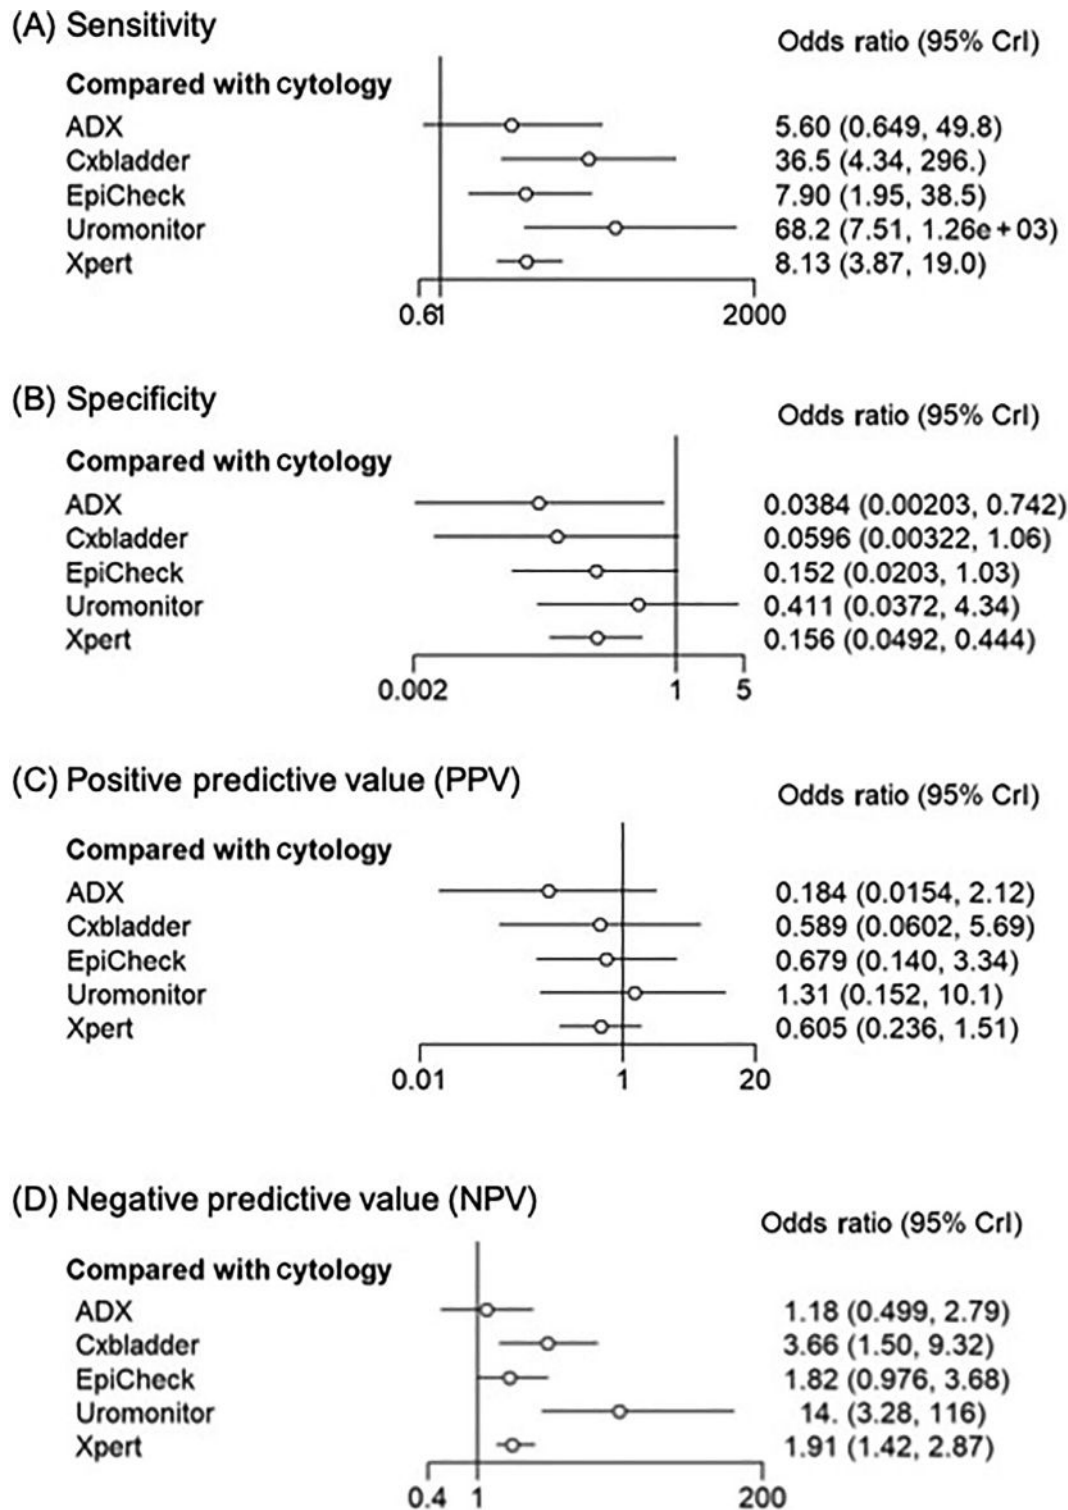 (A) Sensitivity
Odds ratio (95% CrI)
Compared with cytology
ADX 5.60 (0.649, 49.8)
Cxbladder 36.5 (4.34, 296.)
EpiCheck 7.90 (1.95, 38.5)
Uromonitor 68.2 (7.51, 1.26e+03)
Xpert 8.13 (3.87, 19.0)
0.6 1 2000
(B) Specificity
Odds ratio (95% CrI)
Compared with cytology
ADX 0.0384 (0.00203, 0.742)
Cxbladder 0.0596 (0.00322, 1.06)
EpiCheck 0.152 (0.0203, 1.03)
Uromonitor 0.411 (0.0372, 4.34)
Xpert 0.156 (0.0492, 0.444)
0.002 1 5
(C) Positive predictive value (PPV)
Odds ratio (95% CrI)
Compared with cytology
ADX 0.184 (0.0154, 2.12)
Cxbladder 0.589 (0.0602, 5.69)
EpiCheck 0.679 (0.140, 3.34)
Uromonitor 1.31 (0.152, 10.1)
Xpert 0.605 (0.236, 1.51)
0.01 1 20
(D) Negative predictive value (NPV)
Odds ratio (95% CrI)
Compared with cytology
ADX 1.18 (0.499, 2.79)
Cxbladder 3.66 (1.50, 9.32)
EpiCheck 1.82 (0.976, 3.68)
Uromonitor 14. (3.28, 116)
Xpert 1.91 (1.42, 2.87)
0.4 1 200